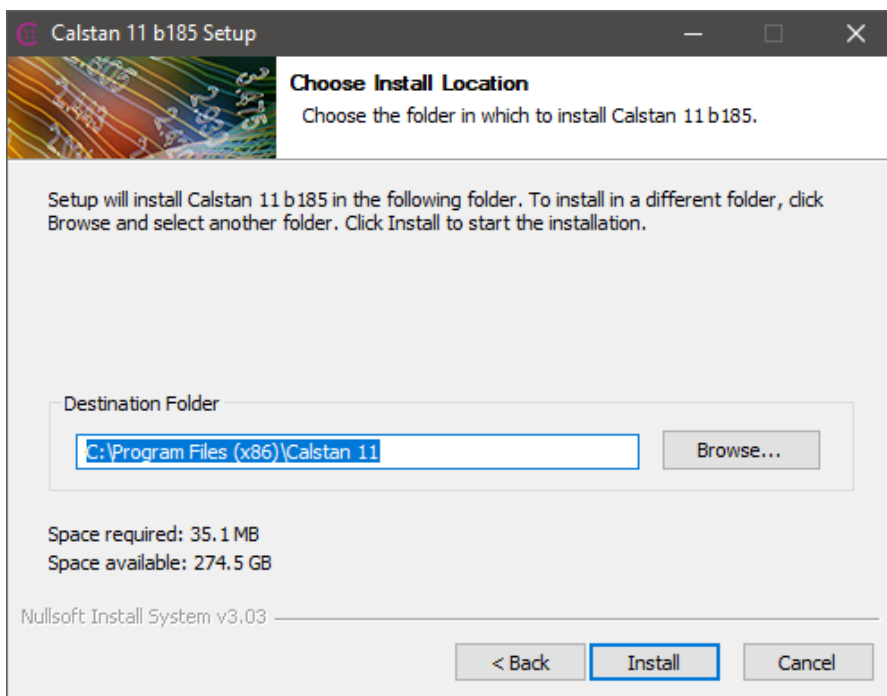 Calstan 11 b185 Setup
Choose Install Location
Choose the folder in which to install Calstan 11 b185.
Setup will install Calstan 11 b185 in the following folder. To install in a different folder, click
Browse and select another folder. Click Install to start the installation.
Destination Folder
C:\Program Files (x86)\Calstan 11
Browse...
Space required: 35.1 MB
Space available: 274.5 GB
Nullsoft Install System v3.03
< Back
Install
Cancel